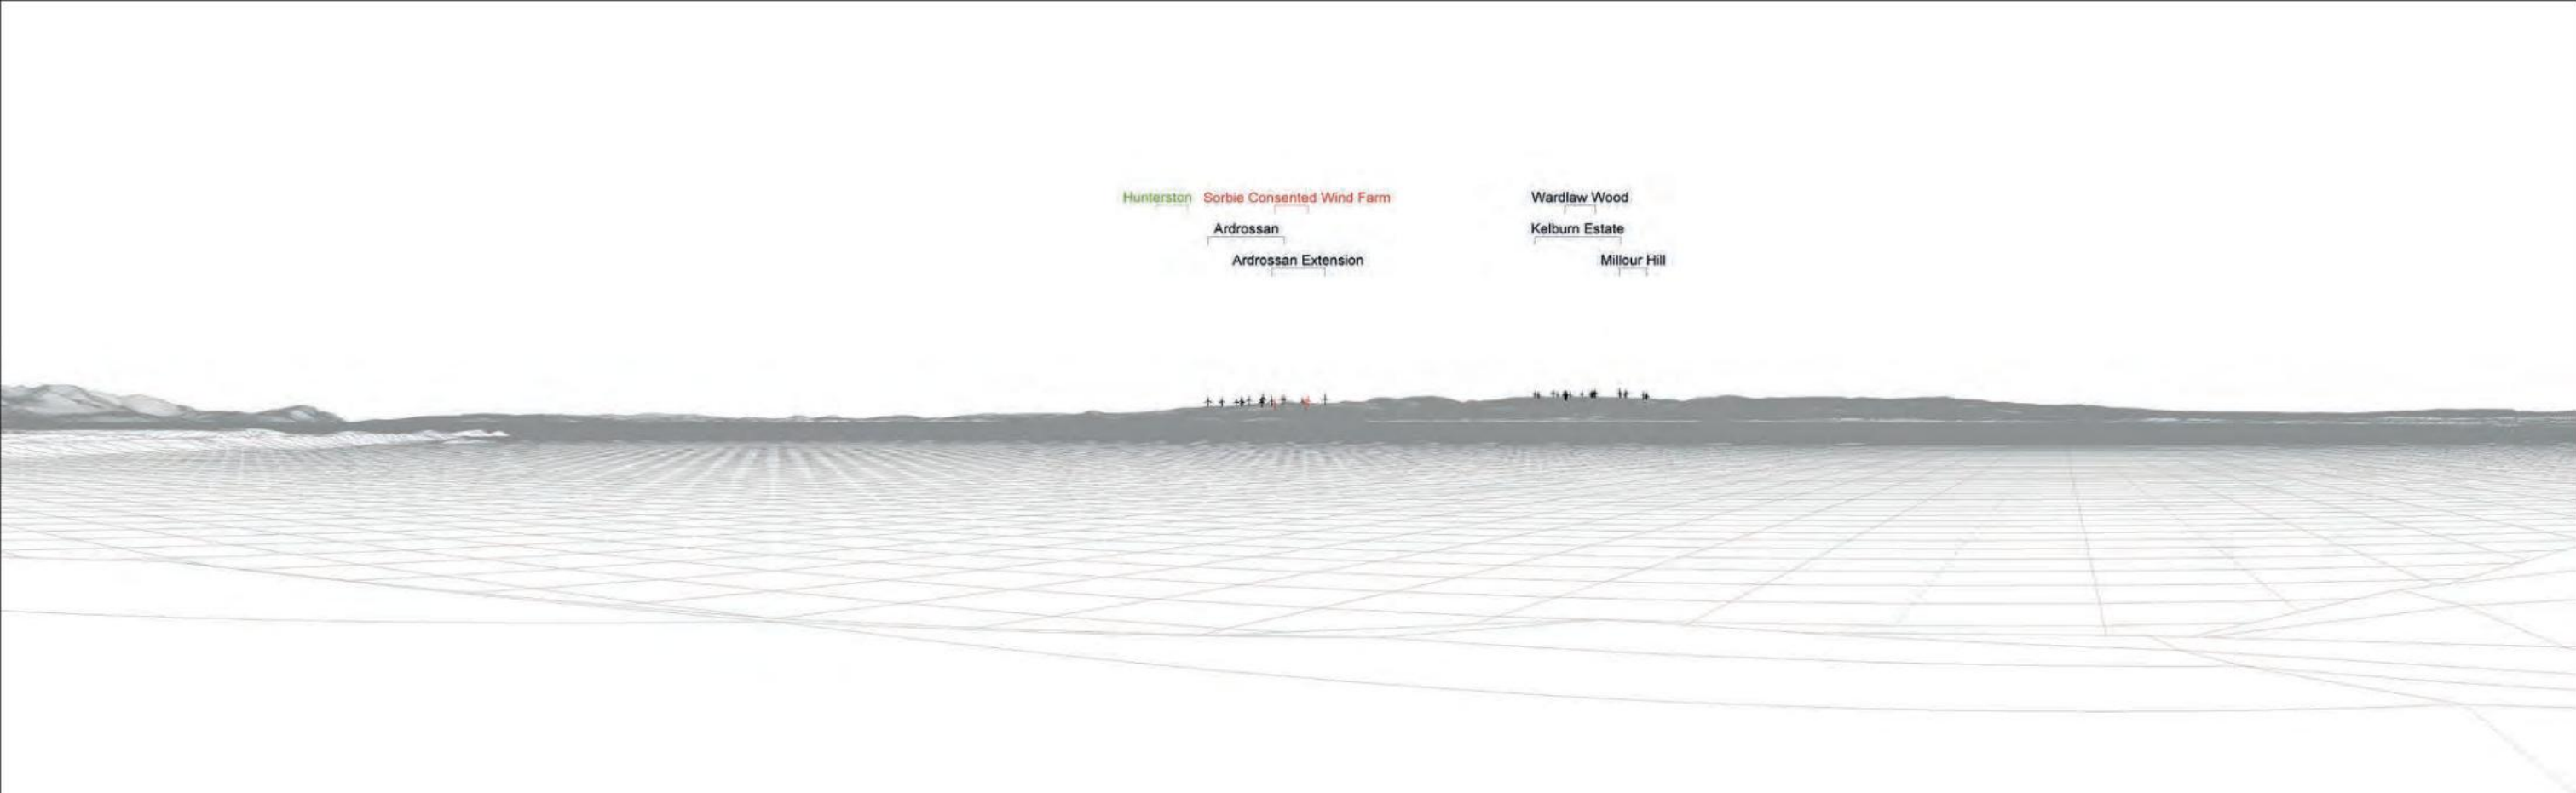 Hunterston
Sorbie Consented Wind Farm
Wardlaw Wood
Ardrossan
Kelburn Estate
Ardrossan Extension
Millour Hill